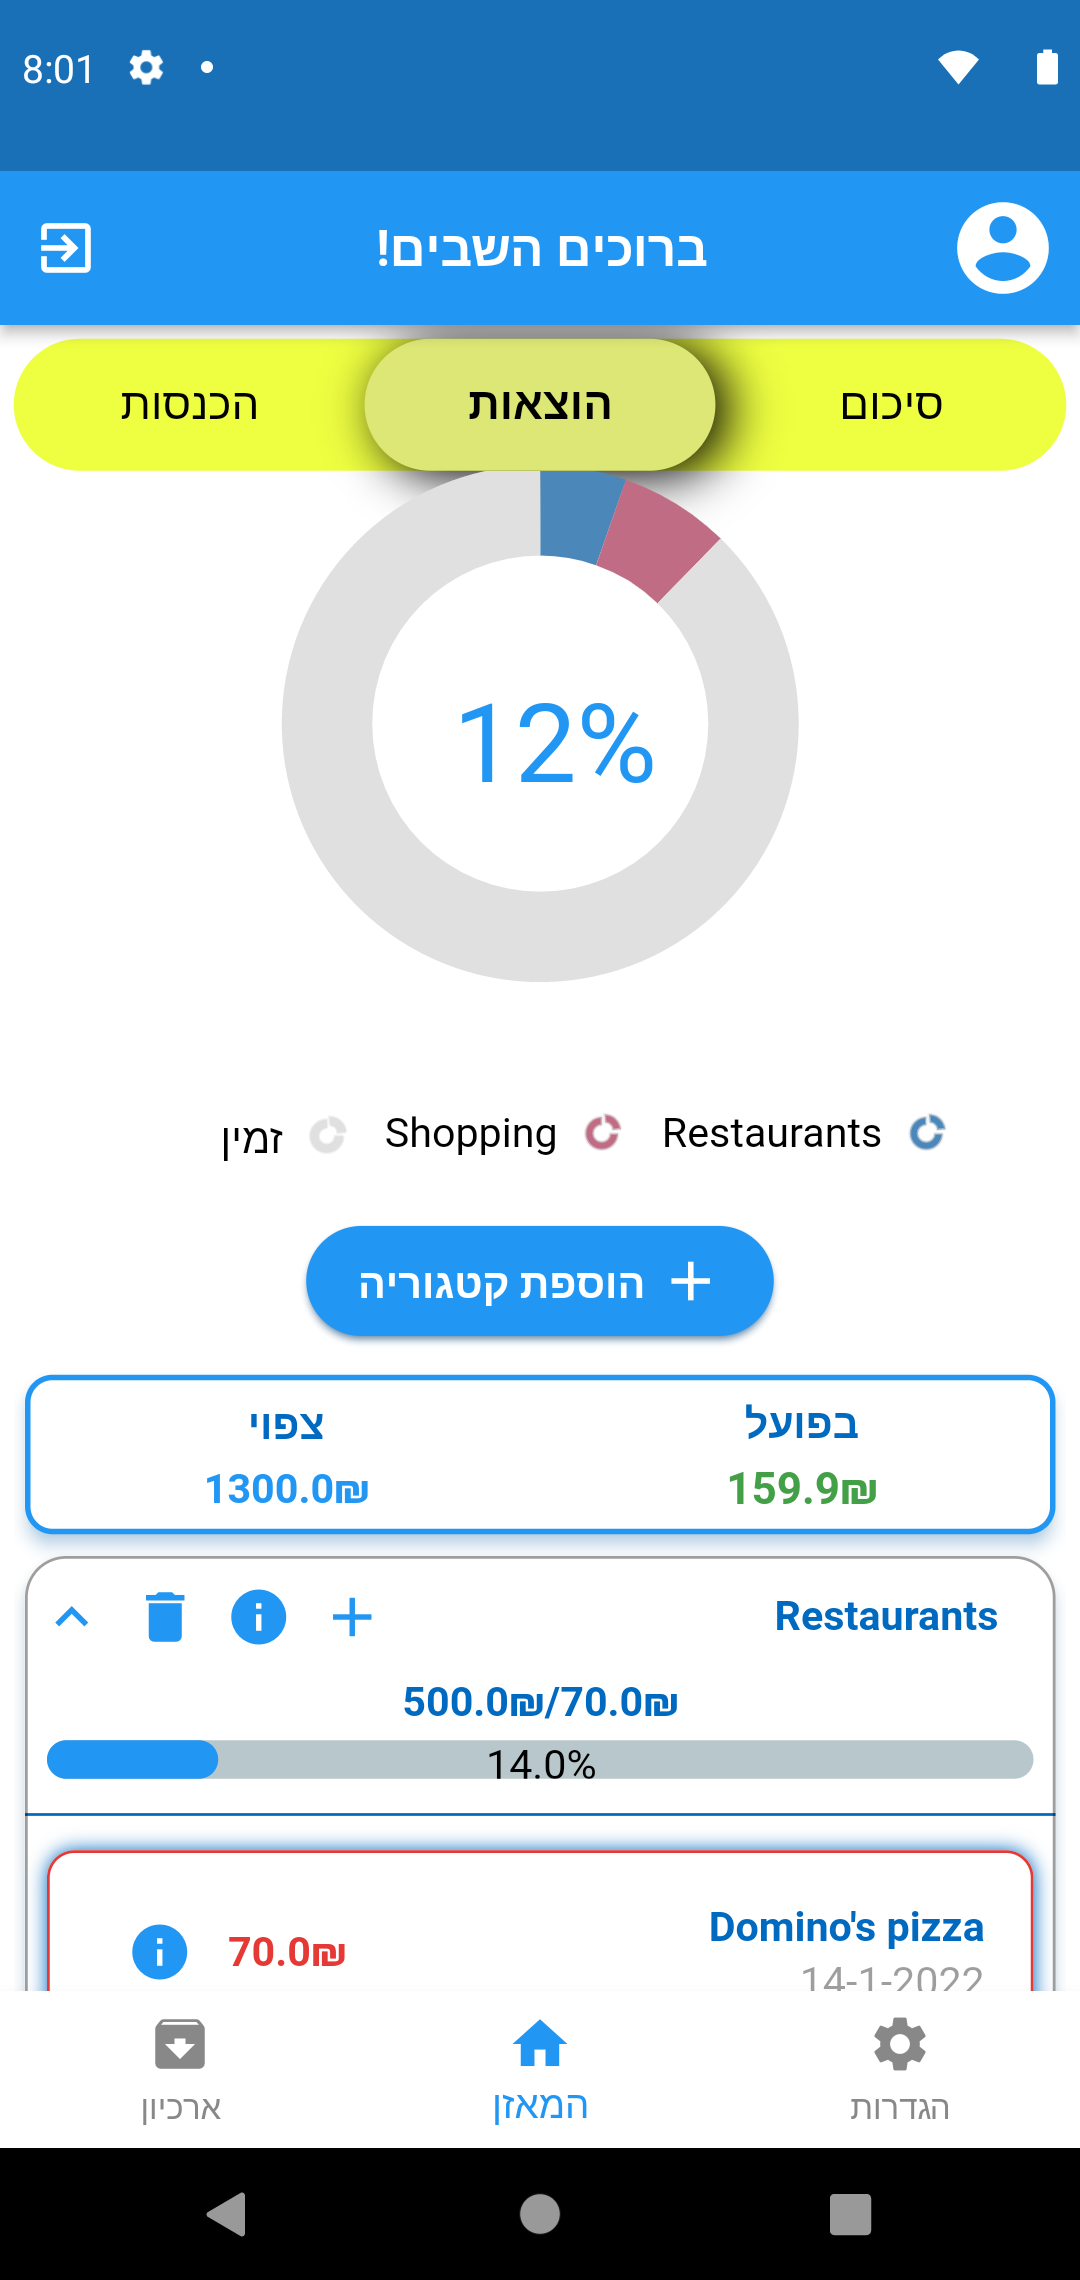 8:01
ברוכים השבים!
סיכום הוצאות הכנסות
12%
Restaurants Shopping זמין
הוספת קטגוריה
בפועל צפוי
159.9₪ 1300.0₪
Restaurants
500.0₪/70.0₪
14.0%
Domino's pizza
70.0₪
14-1-2022
הגדרות המאזן ארכיון